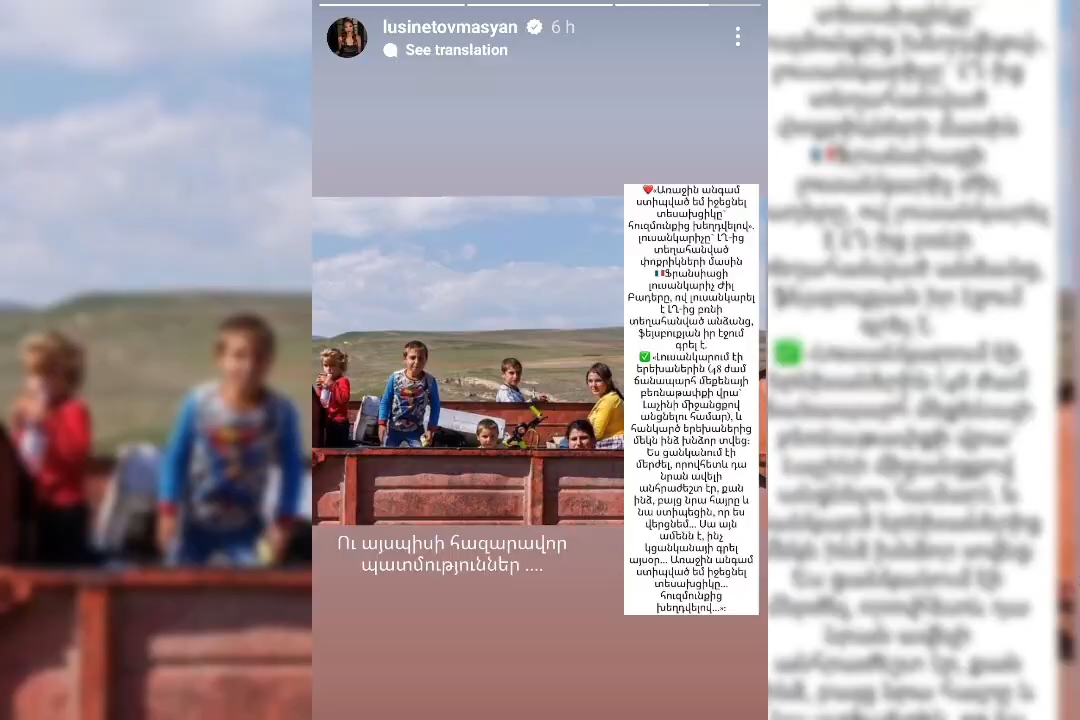 lusinetovmasyan 6 h
See translation
❤️«Առաջին անգամ
ստիպված եմ իջեցնել
տեսախցիկը՝
հուզմունքից խեղդվելով».
լուսանկարիչը՝ ԼՂ-ից
տեղահանված
փոքրիկների մասին
🇫🇷Ֆրանսիացի
լուսանկարիչ Ժիլ
Բադերը, ով լուսանկարել
է ԼՂ-ից բռնի
տեղահանված անձանց,
ֆեյսբուքյան իր էջում
գրել է.
✅ «Լուսանկարում էի
երեխաներին (48 ժամ
ճանապարհ մեքենայի
բեռնաթափքի վրա՝
Լաչինի միջանցքով
անցնելու համար), և
հանկարծ երեխաներից
մեկն ինձ խնձոր տվեց:
Ես ցանկանում էի
մերժել, որովհետև դա
նրան ավելի
անհրաժեշտ էր, քան
ինձ, բայց նրա հայրը և
նա ստիպեցին, որ ես
վերցնեմ... Սա այն
ամենն է, ինչ
կցանկանայի գրել
այսօր... Առաջին անգամ
ստիպված եմ իջեցնել
տեսախցիկը...
հուզմունքից
խեղդվելով...»:
Ու այսպիսի հազարավոր
պատմություններ ....